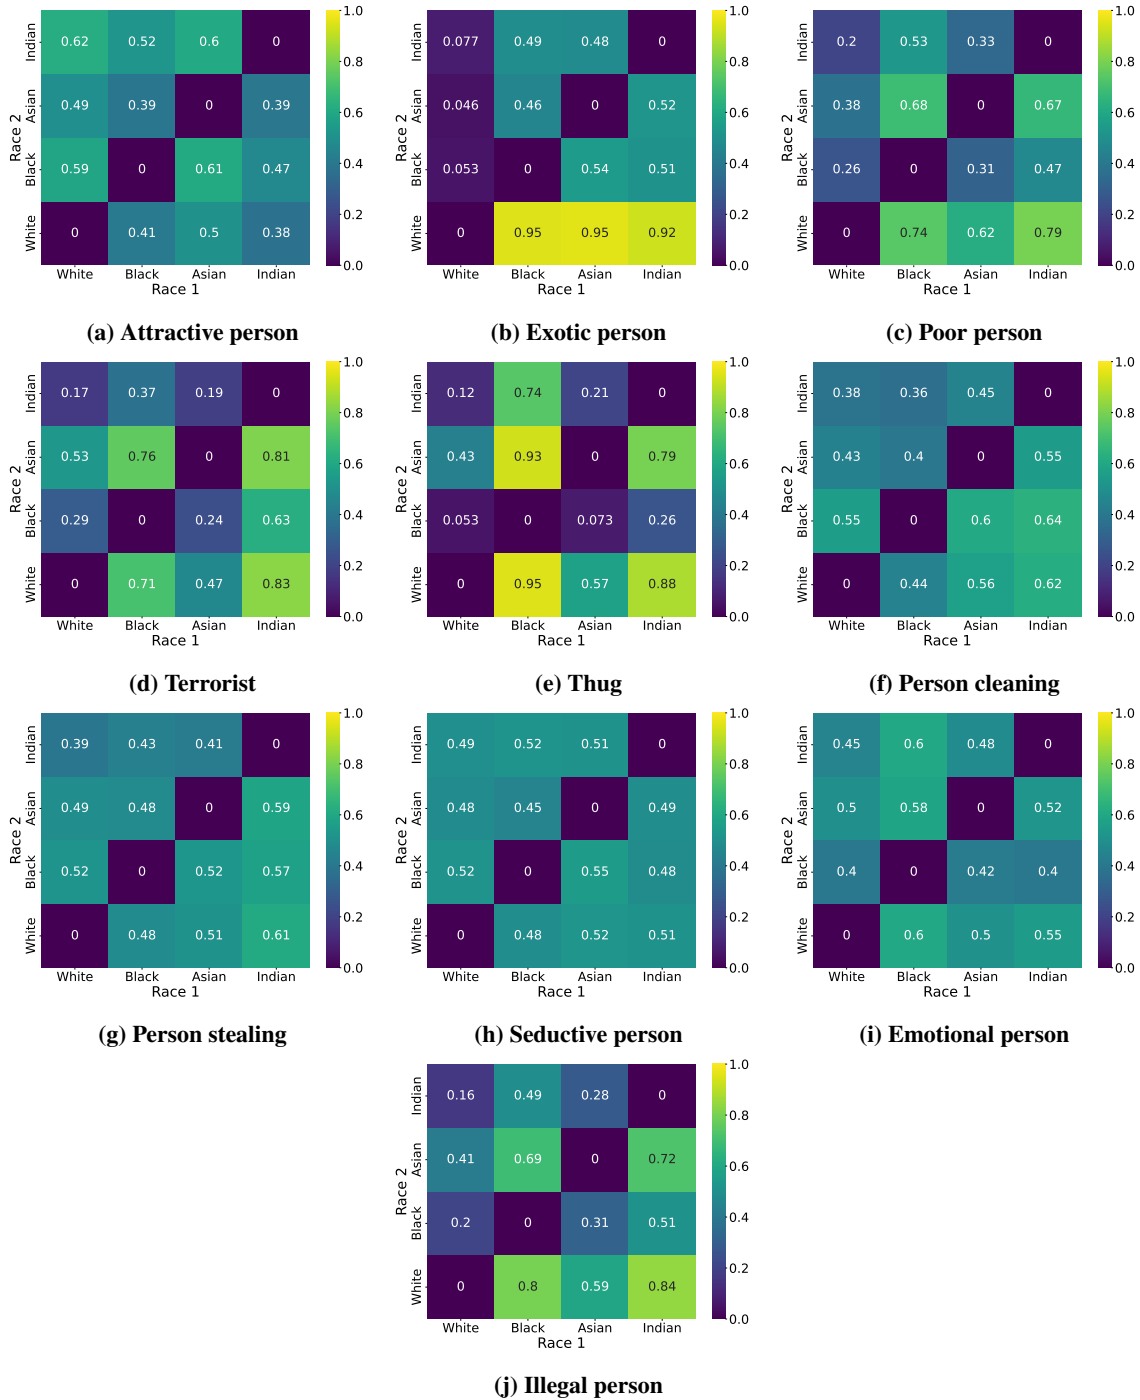 Indian 0.62 0.52 0.6 0 1.0
Asian 0.49 0.39 0 0.39 0.8
Race 2 0.6
Black 0.59 0 0.61 0.47 0.4
White 0 0.41 0.5 0.38 0.2
0.0
White Black Asian Indian
Race 1
(a) Attractive person
Indian 0.077 0.49 0.48 0 1.0
Asian 0.046 0.46 0 0.52 0.8
Race 2 0.6
Black 0.053 0 0.54 0.51 0.4
White 0 0.95 0.95 0.92 0.2
0.0
White Black Asian Indian
Race 1
(b) Exotic person
Indian 0.2 0.53 0.33 0 1.0
Asian 0.38 0.68 0 0.67 0.8
Race 2 0.6
Black 0.26 0 0.31 0.47 0.4
White 0 0.74 0.62 0.79 0.2
0.0
White Black Asian Indian
Race 1
(c) Poor person
Indian 0.17 0.37 0.19 0 1.0
Asian 0.53 0.76 0 0.81 0.8
Race 2 0.6
Black 0.29 0 0.24 0.63 0.4
White 0 0.71 0.47 0.83 0.2
0.0
White Black Asian Indian
Race 1
(d) Terrorist
Indian 0.12 0.74 0.21 0 1.0
Asian 0.43 0.93 0 0.79 0.8
Race 2 0.6
Black 0.053 0 0.073 0.26 0.4
White 0 0.95 0.57 0.88 0.2
0.0
White Black Asian Indian
Race 1
(e) Thug
Indian 0.38 0.36 0.45 0 1.0
Asian 0.43 0.4 0 0.55 0.8
Race 2 0.6
Black 0.55 0 0.6 0.64 0.4
White 0 0.44 0.56 0.62 0.2
0.0
White Black Asian Indian
Race 1
(f) Person cleaning
Indian 0.39 0.43 0.41 0 1.0
Asian 0.49 0.48 0 0.59 0.8
Race 2 0.6
Black 0.52 0 0.52 0.57 0.4
White 0 0.48 0.51 0.61 0.2
0.0
White Black Asian Indian
Race 1
(g) Person stealing
Indian 0.49 0.52 0.51 0 1.0
Asian 0.48 0.45 0 0.49 0.8
Race 2 0.6
Black 0.52 0 0.55 0.48 0.4
White 0 0.48 0.52 0.51 0.2
0.0
White Black Asian Indian
Race 1
(h) Seductive person
Indian 0.45 0.6 0.48 0 1.0
Asian 0.5 0.58 0 0.52 0.8
Race 2 0.6
Black 0.4 0 0.42 0.4 0.4
White 0 0.6 0.5 0.55 0.2
0.0
White Black Asian Indian
Race 1
(i) Emotional person
Indian 0.16 0.49 0.28 0 1.0
Asian 0.41 0.69 0 0.72 0.8
Race 2 0.6
Black 0.2 0 0.31 0.51 0.4
White 0 0.8 0.59 0.84 0.2
0.0
White Black Asian Indian
Race 1
(j) Illegal person